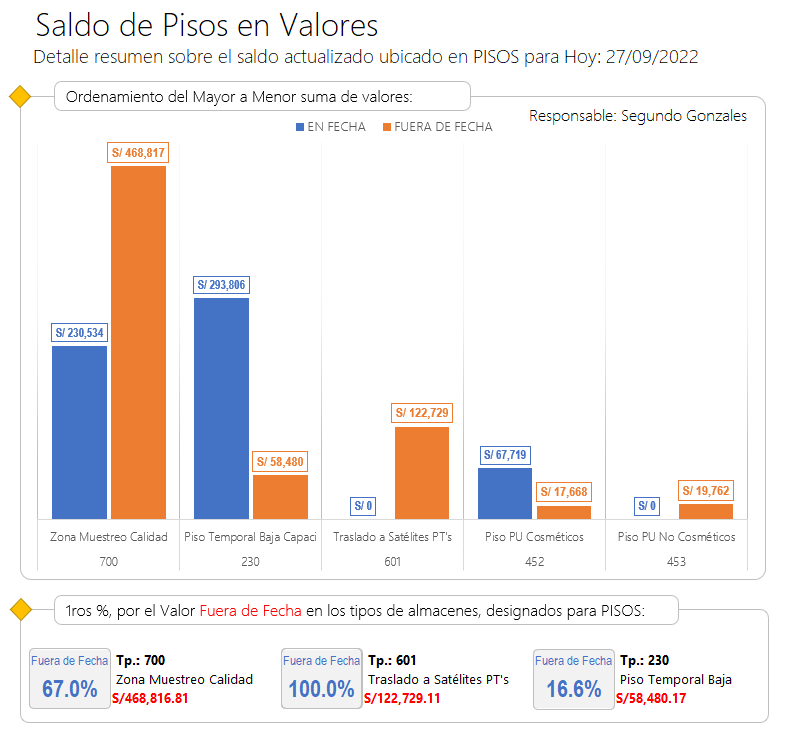 Saldo de Pisos en Valores
Detalle resumen sobre el saldo actualizado ubicado en PISOS para Hoy: 27/09/2022
Ordenamiento del Mayor a Menor suma de valores:
Responsable: Segundo Gonzales
EN FECHA FUERA DE FECHA
S/ 468,817
S/ 293,806
S/ 230,534
S/ 122,729
S/ 58,480
S/ 67,719
S/ 0
S/ 17,668
S/ 0
S/ 19,762
Zona Muestreo Calidad Piso Temporal Baja Capaci Traslado a Satélites PT's Piso PU Cosméticos Piso PU No Cosméticos
700 230 601 452 453
1ros %, por el Valor Fuera de Fecha en los tipos de almacenes, designados para PISOS:
Fuera de Fecha
67.0%
Tp.: 700
Zona Muestreo Calidad
S/468,816.81
Fuera de Fecha
100.0%
Tp.: 601
Traslado a Satélites PT's
S/122,729.11
Fuera de Fecha
16.6%
Tp.: 230
Piso Temporal Baja
S/58,480.17